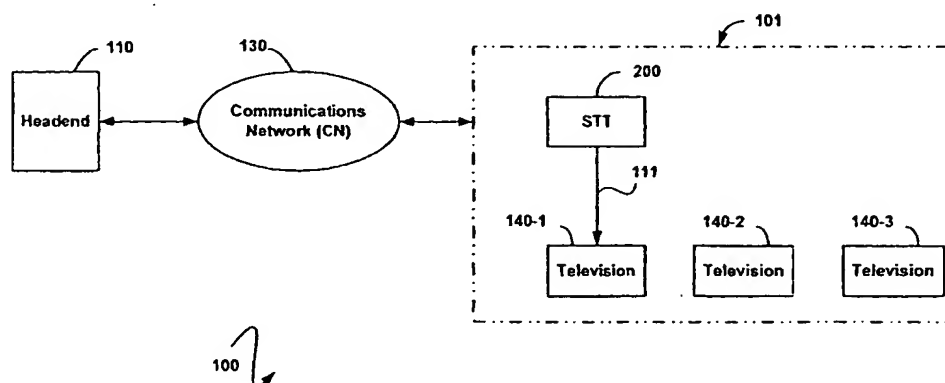 110
130
101
200
Headend
Communications
Network (CN)
STT
111
140-1
140-2
140-3
Television
Television
Television
100